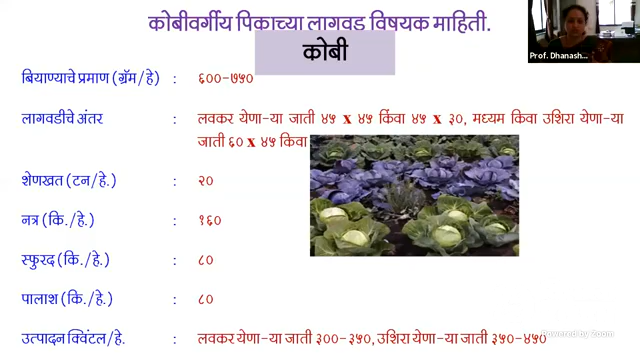 कोबीवर्गीय पिकाच्या लागवड विषयक माहिती.
कोबी
Prof. Dhanash...
बियाण्याचे प्रमाण (ग्रॅम/हे) : ६००-७५०
लागवडीचे अंतर : लवकर येणा-या जाती ४५ x ४५ किंवा ४५ x ३०, मध्यम किंवा उशिरा येणा-या
जाती ६० x ४५ किंवा
शेणखत (टन/हे.) : २०
नत्र (कि./हे.) : १६०
स्फुरद (कि./हे.) : ८०
पालाश (कि./हे.) : ८०
उत्पादन क्विंटल/हे. : लवकर येणा-या जाती ३००-३५०, उशिरा येणा-या जाती ३५०-४५०
Powered by Zoom